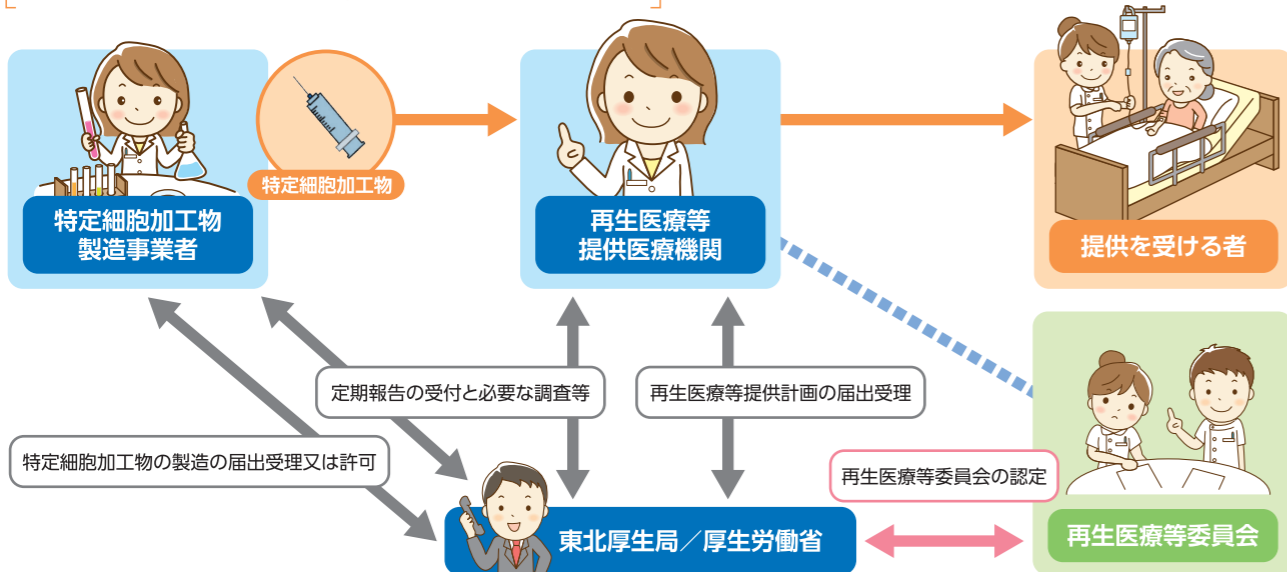 特定細胞加工物
特定細胞加工物
製造事業者
再生医療等
提供医療機関
提供を受ける者
定期報告の受付と必要な調査等
再生医療等提供計画の届出受理
特定細胞加工物の製造の届出受理又は許可
再生医療等委員会の認定
東北厚生局／厚生労働省
再生医療等委員会